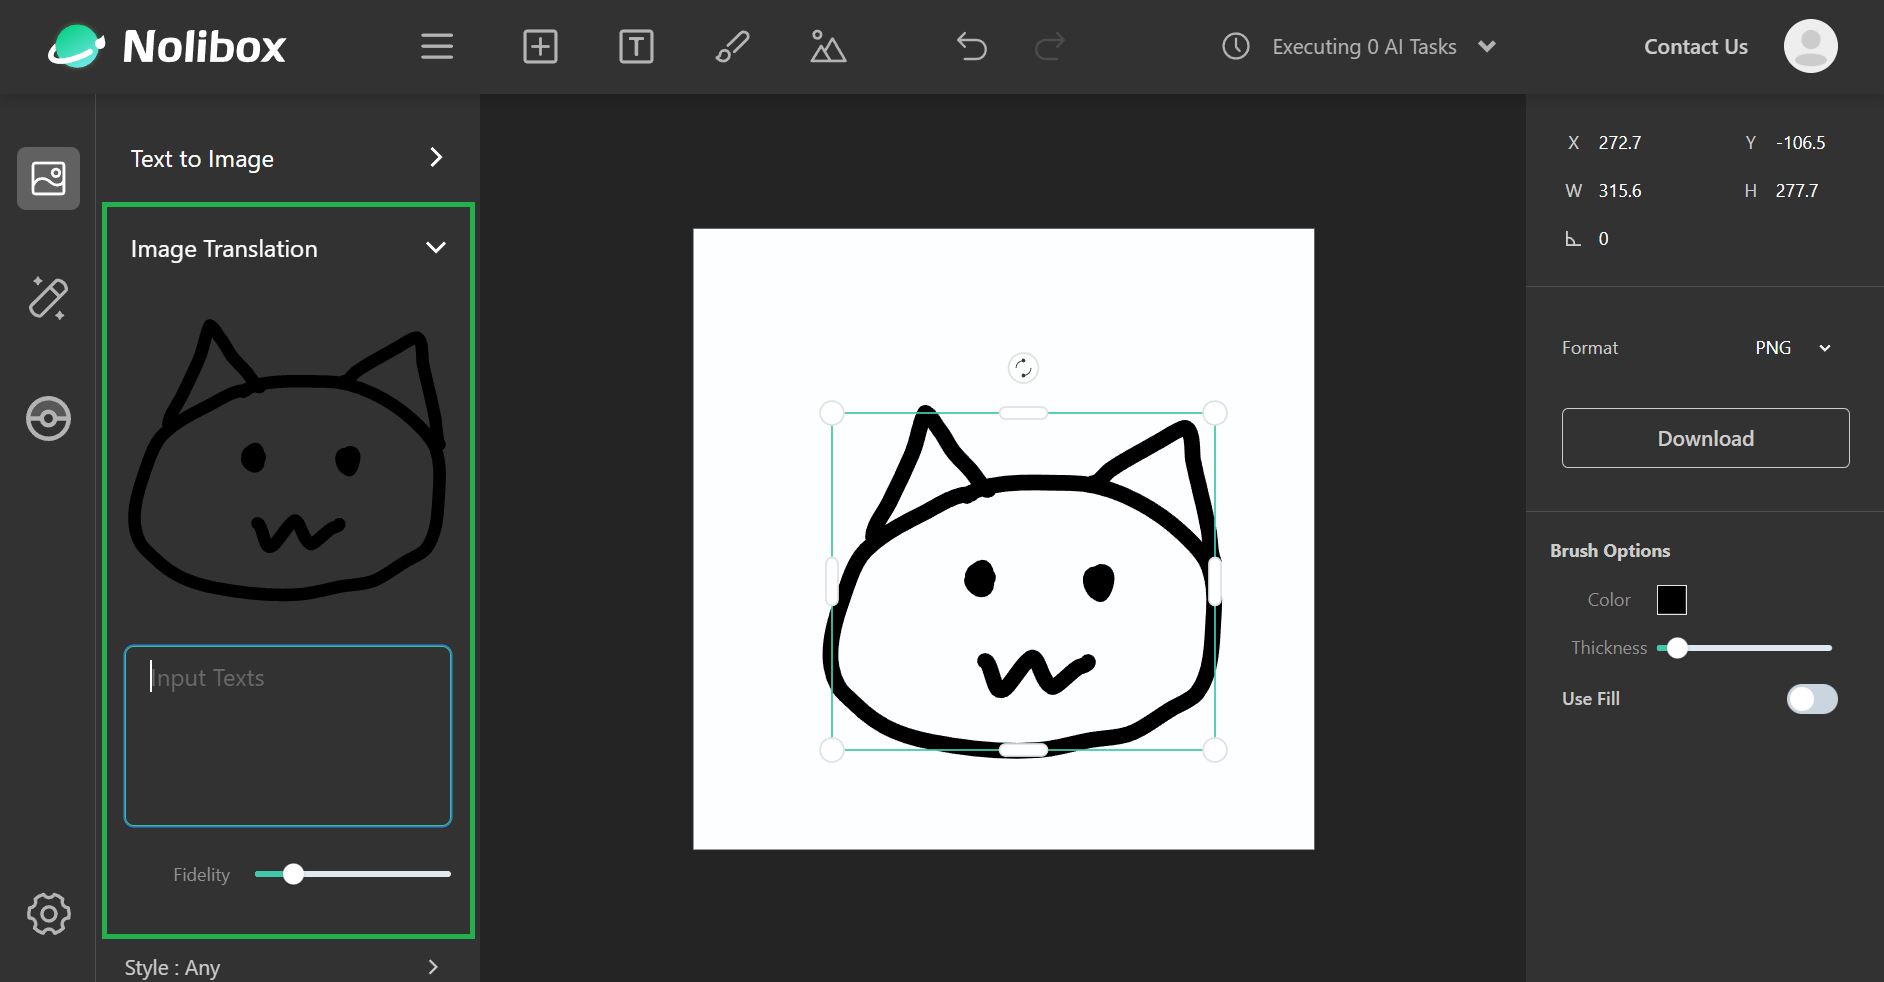 Nolibox
T
Executing 0 AI Tasks
Contact Us
Text to Image
Image Translation
Input Texts
Fidelity
Style : Any
X 272.7 Y -106.5
W 315.6 H 277.7
0
Format PNG
Download
Brush Options
Color
Thickness
Use Fill